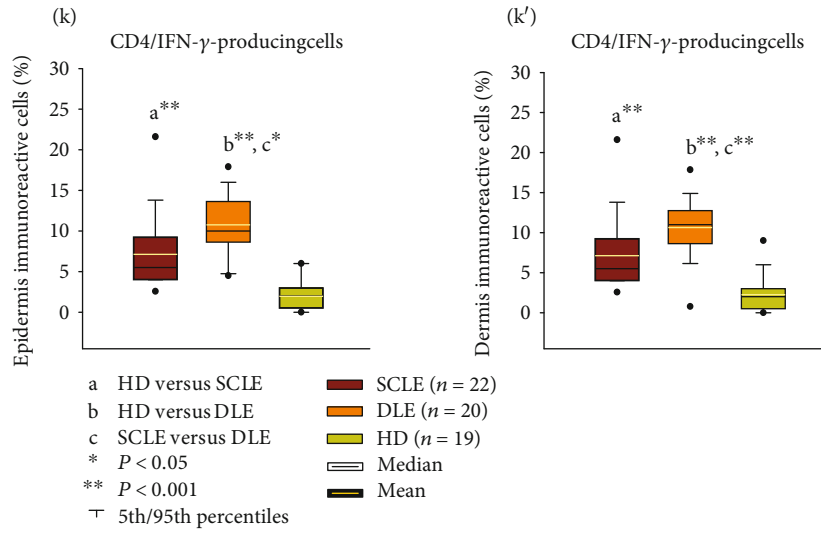 (k)
CD4/IFN-γ-producingcells
Epidermis immunoreactive cells (%)
30
25
20
15
10
5
0
a**
b**, c*
(k′)
CD4/IFN-γ-producingcells
Dermis immunoreactive cells (%)
30
25
20
15
10
5
0
a**
b**, c**
a HD versus SCLE
b HD versus DLE
c SCLE versus DLE
* P < 0.05
** P < 0.001
5th/95th percentiles
SCLE (n = 22)
DLE (n = 20)
HD (n = 19)
Median
Mean